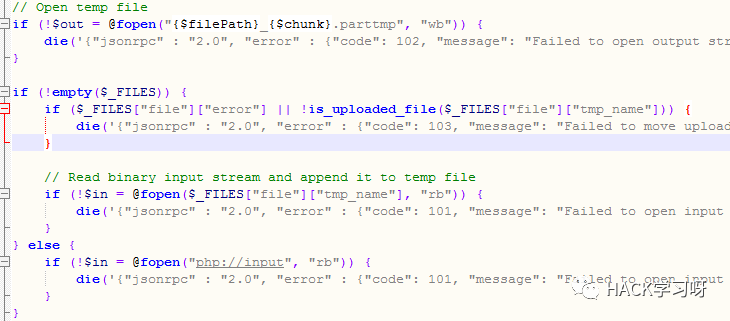 // Open temp file
if (!$out = @fopen("{$filePath}_{$chunk}.parttmp", "wb")) {
die('{"jsonrpc" : "2.0", "error" : {"code": 102, "message": "Failed to open output str
}
if (!empty($_FILES)) {
if ($_FILES["file"]["error"] || !is_uploaded_file($_FILES["file"]["tmp_name"])) {
die('{"jsonrpc" : "2.0", "error" : {"code": 103, "message": "Failed to move upload
}
// Read binary input stream and append it to temp file
if (!$in = @fopen($_FILES["file"]["tmp_name"], "rb")) {
die('{"jsonrpc" : "2.0", "error" : {"code": 101, "message": "Failed to open input
}
} else {
if (!$in = @fopen("php://input", "rb")) {
die('{"jsonrpc" : "2.0", "error" : {"code": 101, "message": "Failed to open input
}
}
HACK学习呀